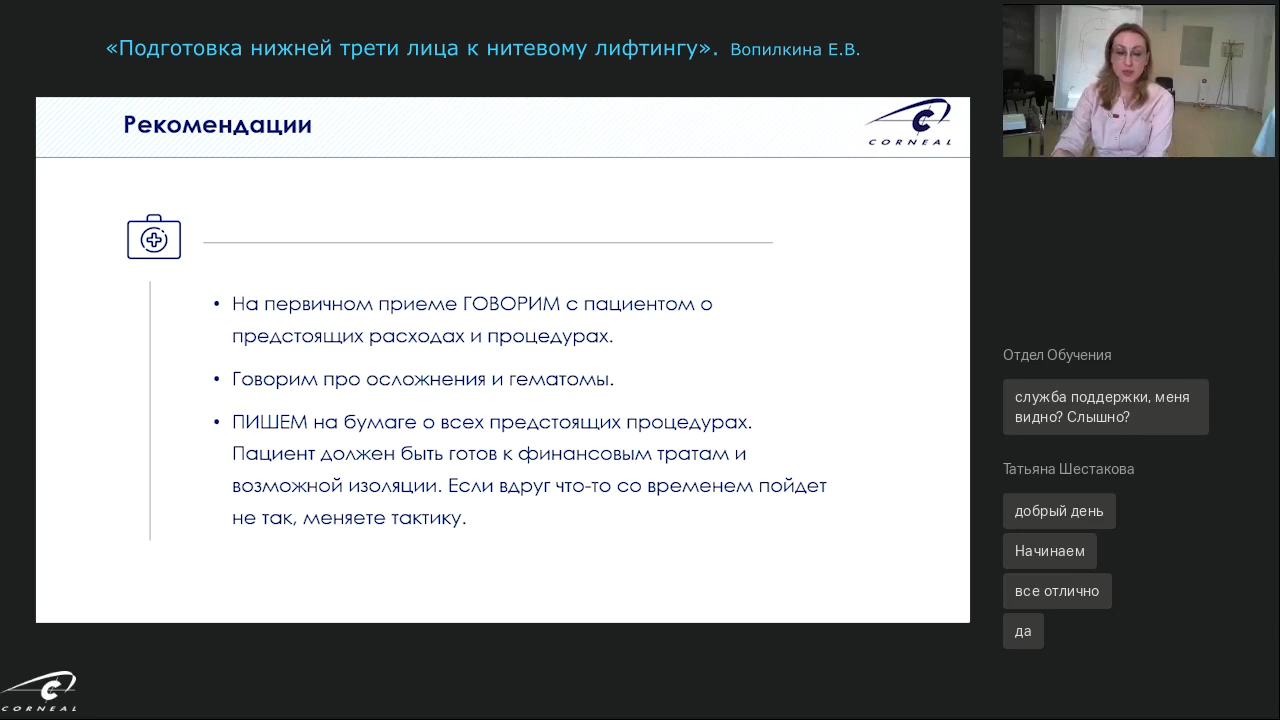 «Подготовка нижней трети лица к нитевому лифтингу». Вопилкина Е.В.
Рекомендации
CORNEAL
• На первичном приеме ГОВОРИМ с пациентом о
предстоящих расходах и процедурах.
• Говорим про осложнения и гематомы.
• ПИШЕМ на бумаге о всех предстоящих процедурах.
Пациент должен быть готов к финансовым тратам и
возможной изоляции. Если вдруг что-то со временем пойдет
не так, меняете тактику.
Отдел Обучения
служба поддержки, меня
видно? Слышно?
Татьяна Шестакова
добрый день
Начинаем
все отлично
да
CORNEAL